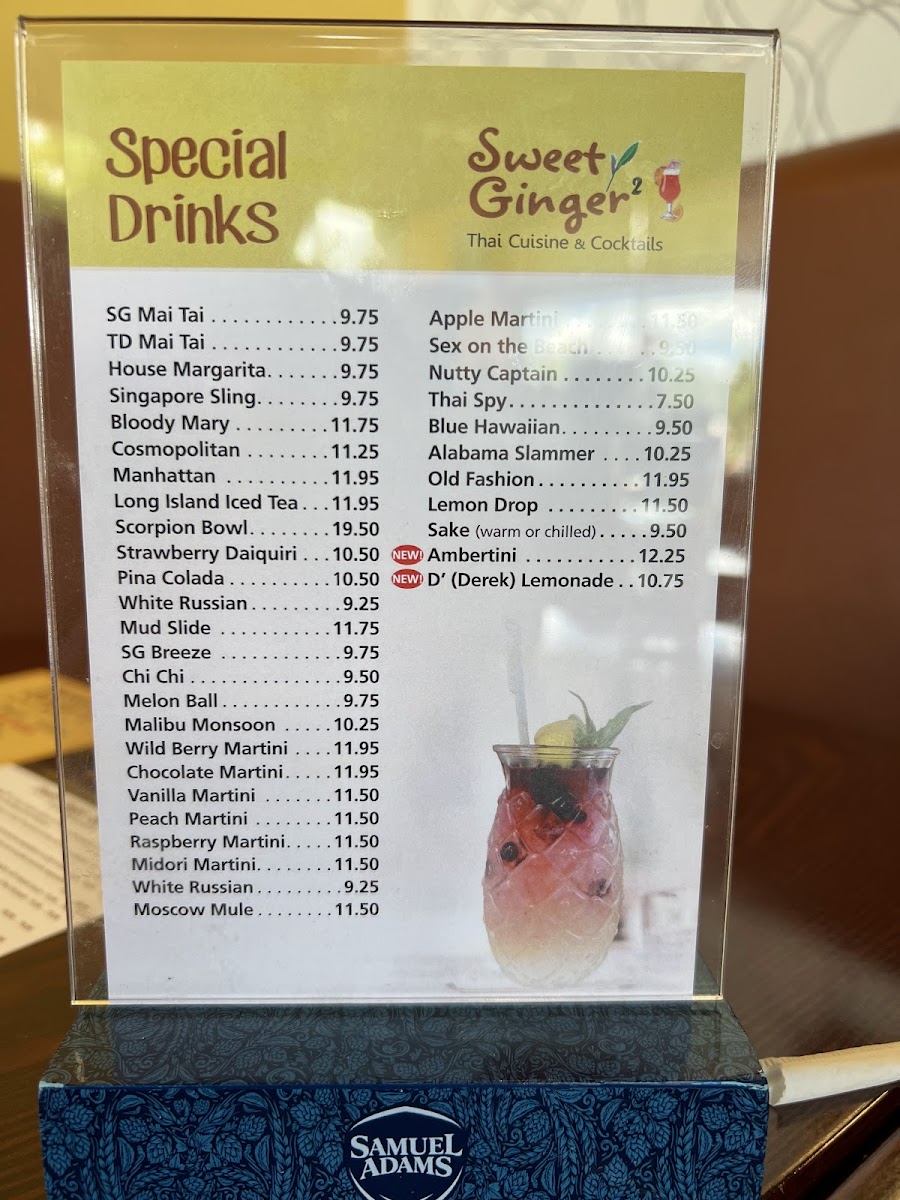 Special
Drinks
Sweet
Ginger²
Thai Cuisine & Cocktails
SG Mai Tai . . . . . . . . . . . . 9.75
TD Mai Tai . . . . . . . . . . . . 9.75
House Margarita. . . . . . . 9.75
Singapore Sling. . . . . . . . 9.75
Bloody Mary . . . . . . . . . 11.75
Cosmopolitan . . . . . . . . 11.25
Manhattan . . . . . . . . . . 11.95
Long Island Iced Tea . . . 11.95
Scorpion Bowl. . . . . . . . 19.50
Strawberry Daiquiri . . . 10.50
Pina Colada . . . . . . . . . . 10.50
White Russian . . . . . . . . . 9.25
Mud Slide . . . . . . . . . . . 11.75
SG Breeze . . . . . . . . . . . . 9.75
Chi Chi . . . . . . . . . . . . . . . 9.50
Melon Ball . . . . . . . . . . . . 9.75
Malibu Monsoon . . . . . 10.25
Wild Berry Martini . . . . 11.95
Chocolate Martini. . . . . 11.95
Vanilla Martini . . . . . . . 11.50
Peach Martini . . . . . . . . 11.50
Raspberry Martini. . . . . 11.50
Midori Martini. . . . . . . . 11.50
White Russian . . . . . . . . . 9.25
Moscow Mule . . . . . . . . 11.50
Apple Martini . . . . . . . . 11.50
Sex on the Beach . . . . . . 9.50
Nutty Captain . . . . . . . . 10.25
Thai Spy. . . . . . . . . . . . . . 7.50
Blue Hawaiian. . . . . . . . . 9.50
Alabama Slammer . . . . 10.25
Old Fashion . . . . . . . . . . 11.95
Lemon Drop . . . . . . . . . 11.50
Sake (warm or chilled) . . . . . 9.50
NEW! Ambertini . . . . . . . . . . . 12.25
NEW! D’ (Derek) Lemonade . . 10.75
SAMUEL
ADAMS